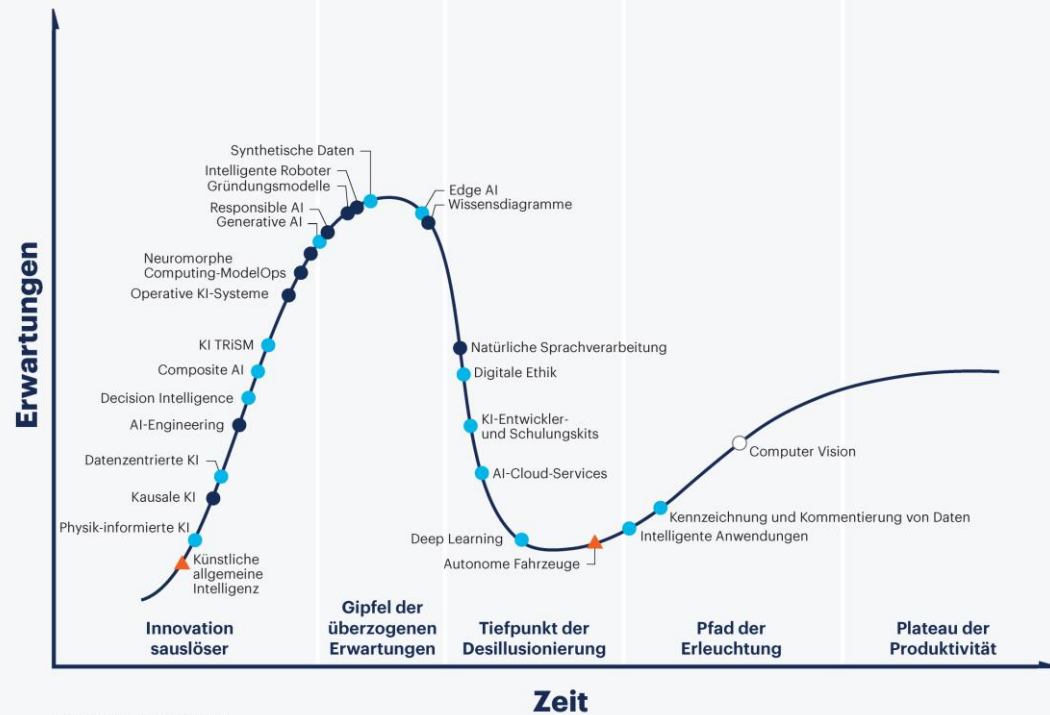 Erwartungen
Synthetische Daten
Intelligente Roboter
Gründungsmodelle
Responsible AI
Generative AI
Neuromorphe
Computing-ModelOps
Operative KI-Systeme
KI TRiSM
Composite AI
Decision Intelligence
AI-Engineering
Datenzentrierte KI
Kausale KI
Physik-informierte KI
Künstliche
allgemeine
Intelligenz
Edge AI
Wissensdiagramme
Natürliche Sprachverarbeitung
Digitale Ethik
KI-Entwickler-
und Schulungskits
AI-Cloud-Services
Deep Learning
Autonome Fahrzeuge
Kennzeichnung und Kommentierung von Daten
Intelligente Anwendungen
Computer Vision
Innovation
sauslöser
Gipfel der
überzogenen
Erwartungen
Tiefpunkt der
Desillusionierung
Pfad der
Erleuchtung
Plateau der
Produktivität
Zeit